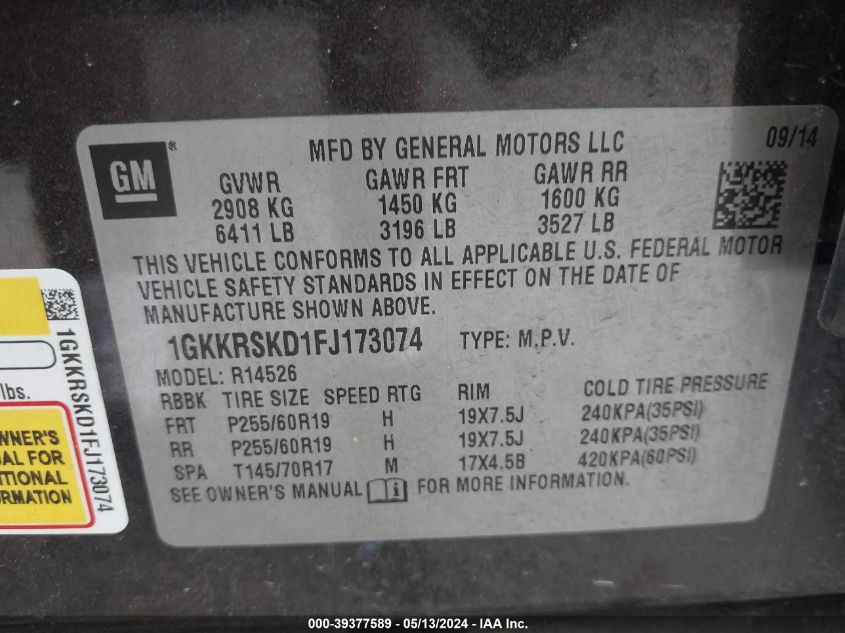 GM
®
MFD BY GENERAL MOTORS LLC
09/14
GVWR GAWR FRT GAWR RR
2908 KG 1450 KG 1600 KG
6411 LB 3196 LB 3527 LB
THIS VEHICLE CONFORMS TO ALL APPLICABLE U.S. FEDERAL MOTOR
VEHICLE SAFETY STANDARDS IN EFFECT ON THE DATE OF
MANUFACTURE SHOWN ABOVE.
1GKKRSKD1FJ173074 TYPE: M.P.V.
MODEL: R14526
RBBK TIRE SIZE SPEED RTG RIM COLD TIRE PRESSURE
FRT P255/60R19 H 19X7.5J 240KPA(35PSI)
RR P255/60R19 H 19X7.5J 240KPA(35PSI)
SPA T145/70R17 M 17X4.5B 420KPA(60PSI)
SEE OWNER'S MANUAL i FOR MORE INFORMATION.
1GKKRSKD1FJ173074
lbs.
WNER'S
AL FOR
ITIONAL
RMATION
000-39377589 - 05/13/2024 - IAA Inc.